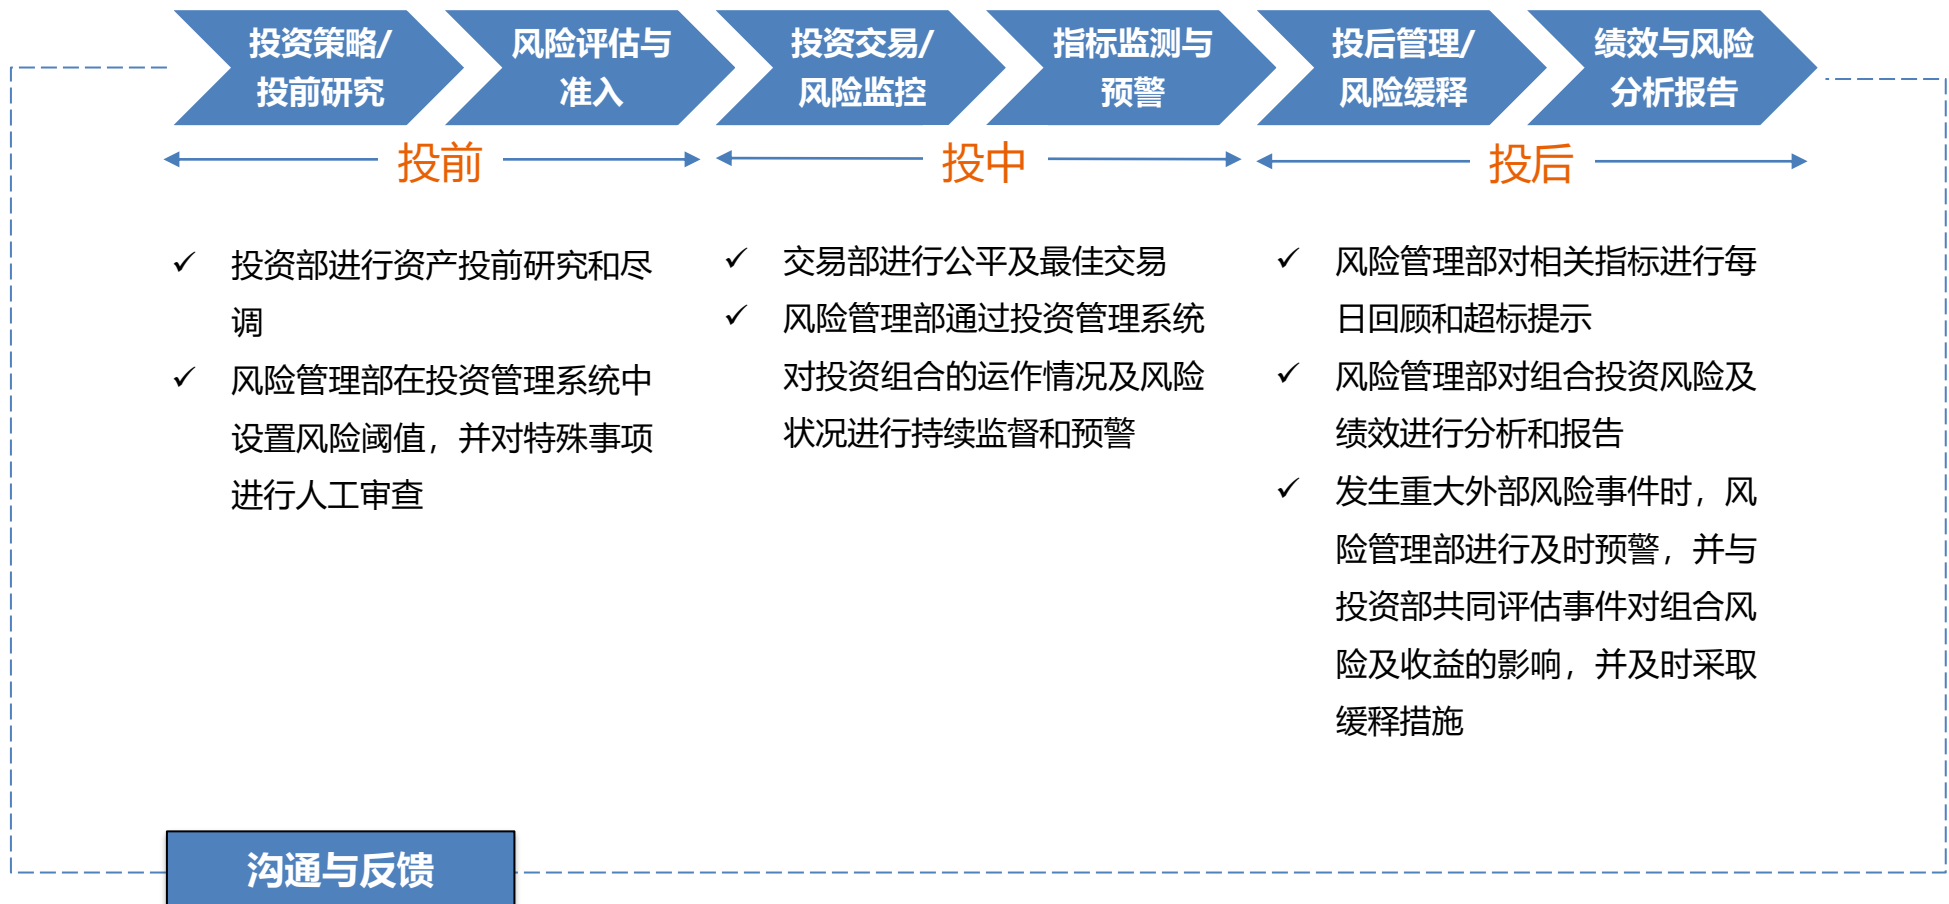 投资策略/
投前研究
风险评估与
准入
投资交易/
风险监控
指标监测与
预警
投后管理/
风险缓释
绩效与风险
分析报告
投前
投中
投后
✓ 投资部进行资产投前研究和尽
调
✓ 风险管理部在投资管理系统中
设置风险阈值，并对特殊事项
进行人工审查
✓ 交易部进行公平及最佳交易
✓ 风险管理部通过投资管理系统
对投资组合的运作情况及风险
状况进行持续监督和预警
✓ 风险管理部对相关指标进行每
日回顾和超标提示
✓ 风险管理部对组合投资风险及
绩效进行分析和报告
✓ 发生重大外部风险事件时，风
险管理部进行及时预警，并与
投资部共同评估事件对组合风
险及收益的影响，并及时采取
缓释措施
沟通与反馈